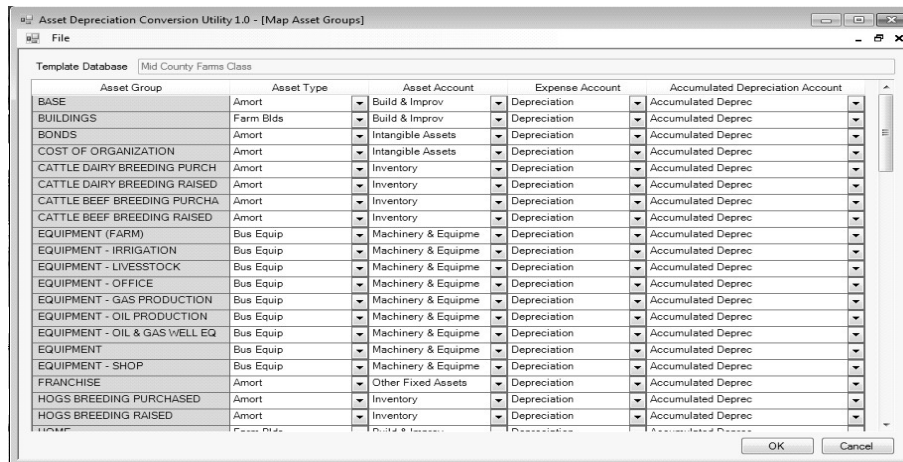 Asset Depreciation Conversion Utility 1.0 - [Map Asset Groups]
File
Template Database Mid County Farms Class
Asset Group Asset Type Asset Account Expense Account Accumulated Depreciation Account
BASE Amort Build & Improv Depreciation Accumulated Deprec
BUILDINGS Farm Blds Build & Improv Depreciation Accumulated Deprec
BONDS Amort Intangible Assets Depreciation Accumulated Deprec
COST OF ORGANIZATION Amort Intangible Assets Depreciation Accumulated Deprec
CATTLE DAIRY BREEDING PURCH Amort Inventory Depreciation Accumulated Deprec
CATTLE DAIRY BREEDING RAISED Amort Inventory Depreciation Accumulated Deprec
CATTLE BEEF BREEDING PURCHA Amort Inventory Depreciation Accumulated Deprec
CATTLE BEEF BREEDING RAISED Amort Inventory Depreciation Accumulated Deprec
EQUIPMENT (FARM) Bus Equip Machinery & Equipme Depreciation Accumulated Deprec
EQUIPMENT - IRRIGATION Bus Equip Machinery & Equipme Depreciation Accumulated Deprec
EQUIPMENT - LIVESSTOCK Bus Equip Machinery & Equipme Depreciation Accumulated Deprec
EQUIPMENT - OFFICE Bus Equip Machinery & Equipme Depreciation Accumulated Deprec
EQUIPMENT - GAS PRODUCTION Bus Equip Machinery & Equipme Depreciation Accumulated Deprec
EQUIPMENT - OIL PRODUCTION Bus Equip Machinery & Equipme Depreciation Accumulated Deprec
EQUIPMENT - OIL & GAS WELL EQ Bus Equip Machinery & Equipme Depreciation Accumulated Deprec
EQUIPMENT Bus Equip Machinery & Equipme Depreciation Accumulated Deprec
EQUIPMENT - SHOP Bus Equip Machinery & Equipme Depreciation Accumulated Deprec
FRANCHISE Amort Other Fixed Assets Depreciation Accumulated Deprec
HOGS BREEDING PURCHASED Amort Inventory Depreciation Accumulated Deprec
HOGS BREEDING RAISED Amort Inventory Depreciation Accumulated Deprec
OK Cancel